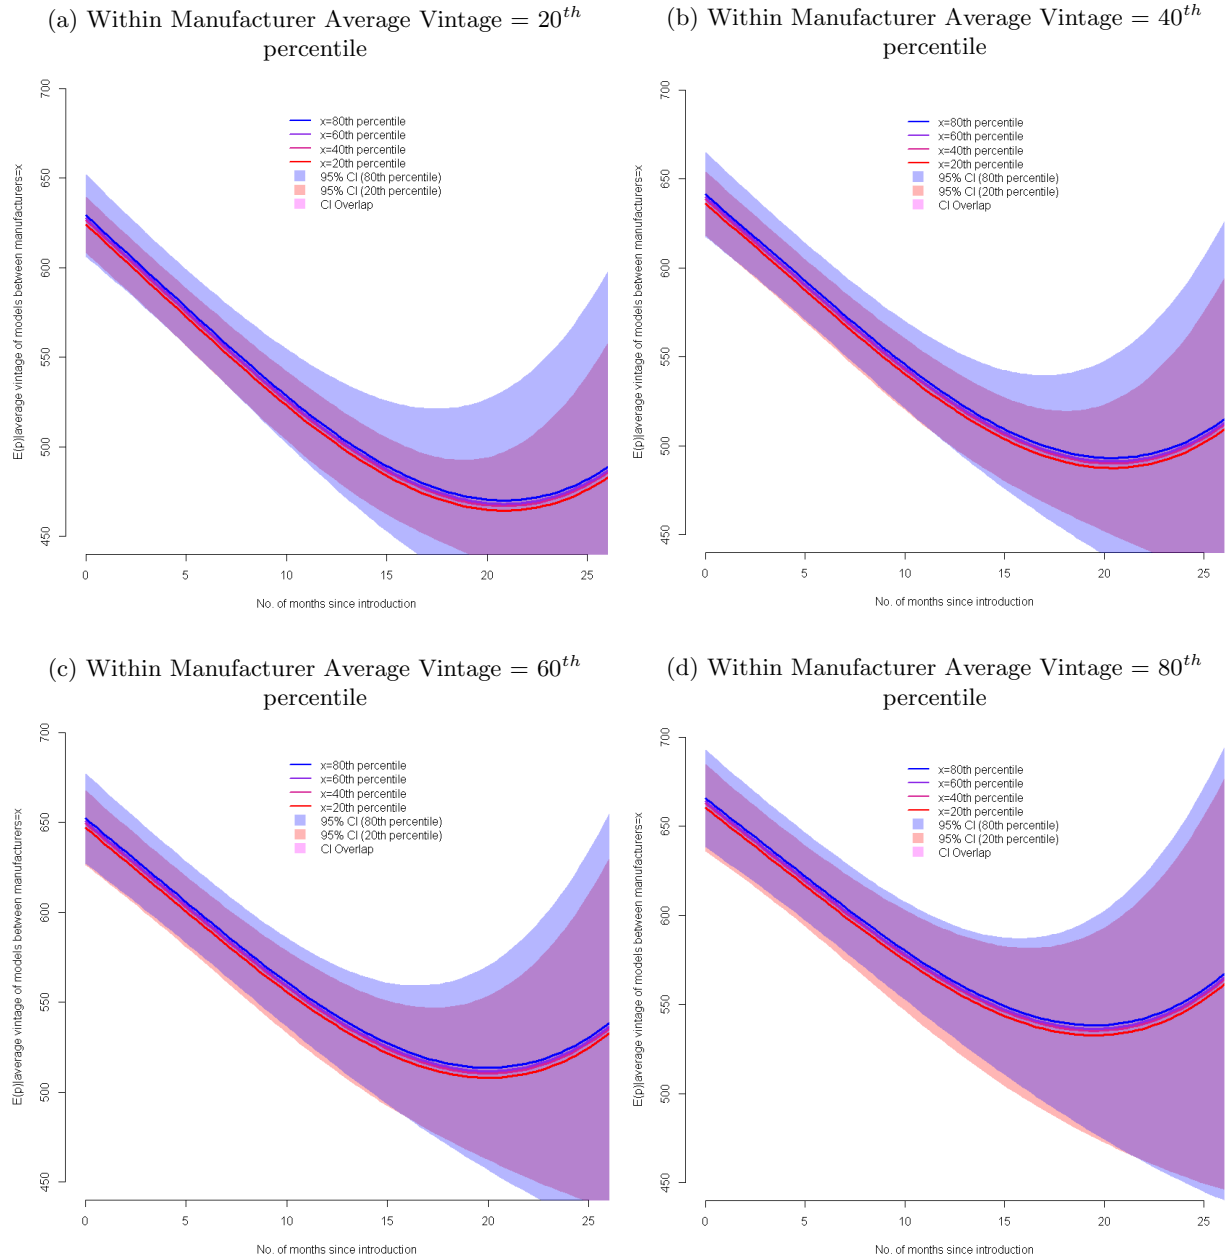 (a) Within Manufacturer Average Vintage = 20th
percentile
E(p)|average vintage of models between manufacturers=x
700
650
600
550
500
450
x=80th percentile
x=60th percentile
x=40th percentile
x=20th percentile
95% CI (80th percentile)
95% CI (20th percentile)
CI Overlap
0 5 10 15 20 25
No. of months since introduction
(b) Within Manufacturer Average Vintage = 40th
percentile
E(p)|average vintage of models between manufacturers=x
700
650
600
550
500
450
x=80th percentile
x=60th percentile
x=40th percentile
x=20th percentile
95% CI (80th percentile)
95% CI (20th percentile)
CI Overlap
0 5 10 15 20 25
No. of months since introduction
(c) Within Manufacturer Average Vintage = 60th
percentile
E(p)|average vintage of models between manufacturers=x
700
650
600
550
500
450
x=80th percentile
x=60th percentile
x=40th percentile
x=20th percentile
95% CI (80th percentile)
95% CI (20th percentile)
CI Overlap
0 5 10 15 20 25
No. of months since introduction
(d) Within Manufacturer Average Vintage = 80th
percentile
E(p)|average vintage of models between manufacturers=x
700
650
600
550
500
450
x=80th percentile
x=60th percentile
x=40th percentile
x=20th percentile
95% CI (80th percentile)
95% CI (20th percentile)
CI Overlap
0 5 10 15 20 25
No. of months since introduction